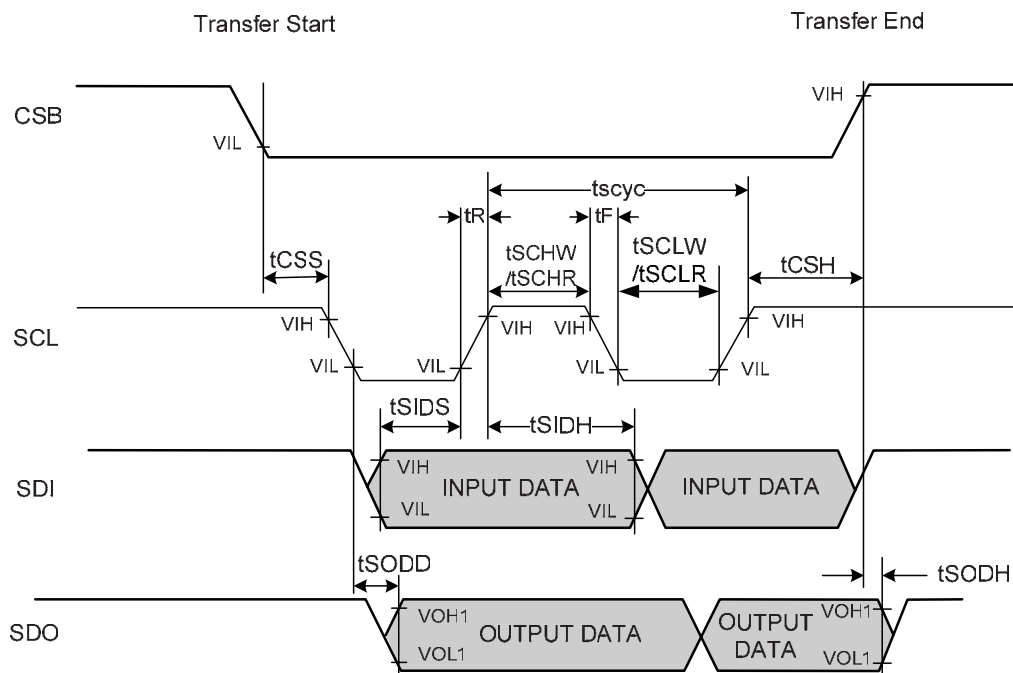 Transfer Start
Transfer End
CSB
VIL
VIH
tscyc
tR
tF
tCSS
tSCHW
/tSCHR
tSCLW
/tSCLR
tCSH
SCL
VIH
VIH
VIH
VIH
VIL
VIL
VIL
VIL
tSIDS
tSIDH
SDI
VIH
VIL
INPUT DATA
VIH
VIL
INPUT DATA
tSODD
tSODH
SDO
VOH1
VOL1
OUTPUT DATA
OUTPUT
DATA
VOH1
VOL1